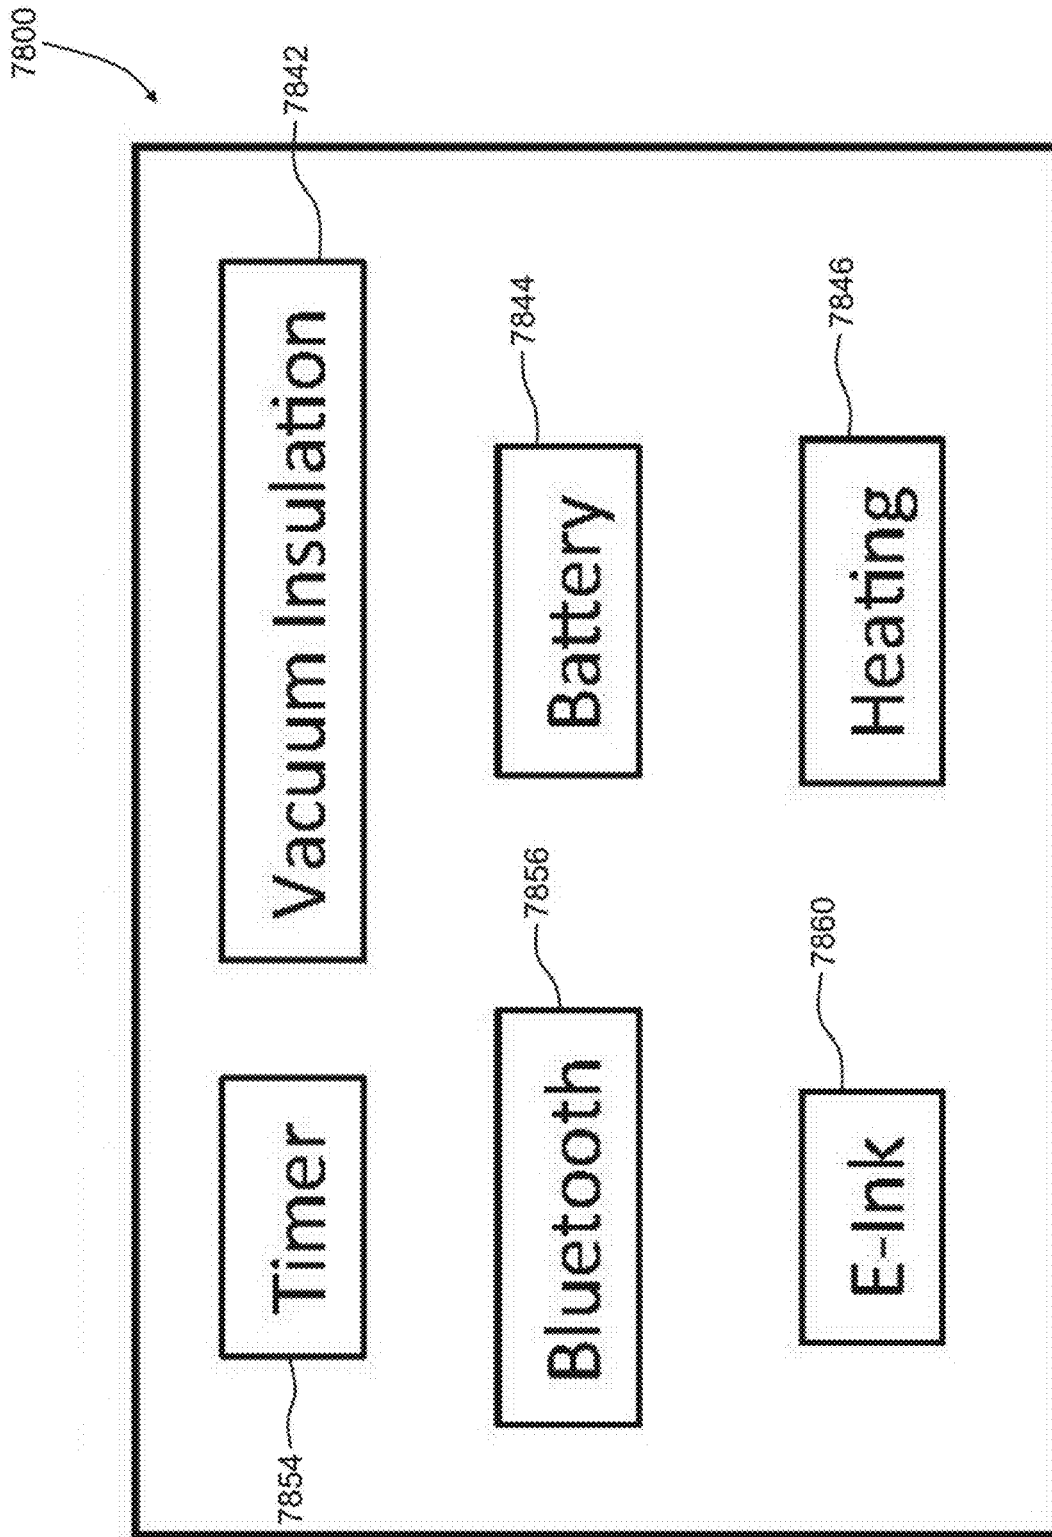 7800
7854
Timer
Vacuum Insulation
7842
Bluetooth
7856
Battery
7844
E-Ink
7860
Heating
7846